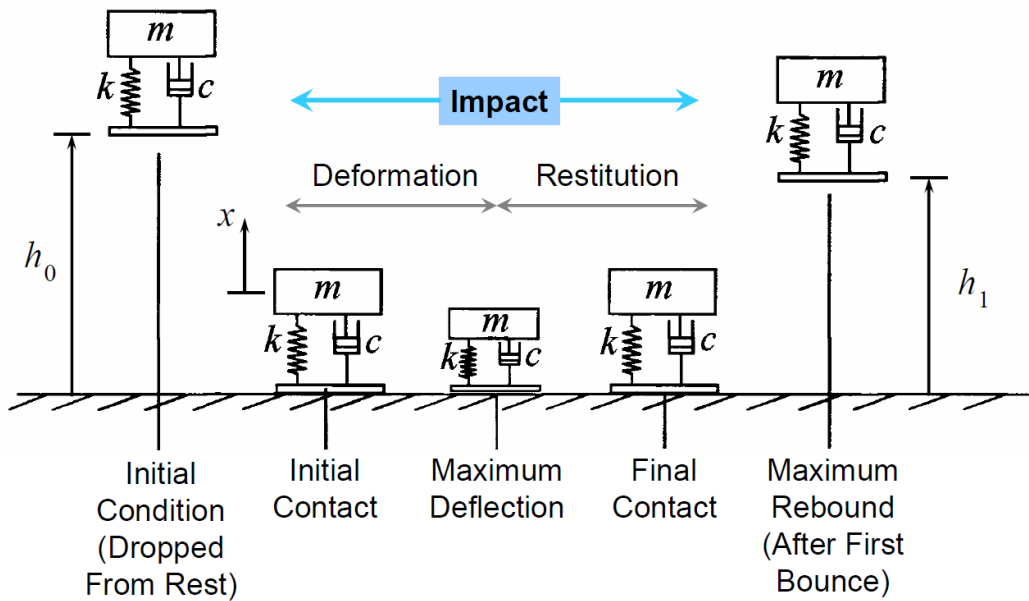 m
k
c
Impact
m
k
c
Deformation
Restitution
x
h0
h1
m
k
c
m
k
c
m
k
c
Initial
Condition
(Dropped
From Rest)
Initial
Contact
Maximum
Deflection
Final
Contact
Maximum
Rebound
(After First
Bounce)